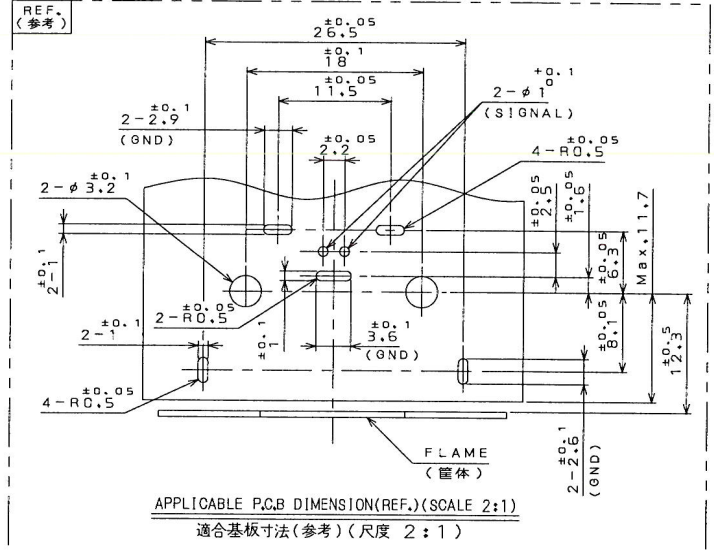 REF.
(参考)
±0.05
26.5
±0.1
18
±0.05
11.5
+0.1
0
2-φ1
(SIGNAL)
±0.1
2-2.9
(GND)
±0.05
2.2
±0.05
4-R0.5
±0.1
2-φ3.2
±0.05
2.5
±0.05
1.6
±0.05
6.3
Max.11.7
±0.1
2-1
±0.05
2-R0.5
±0.1
1
±0.1
3.6
(GND)
±0.05
8.1
±0.5
12.3
±0.1
2-1
±0.05
4-R0.5
±0.1
2-2.6
(GND)
FLAME
(筐体)
APPLICABLE P.C.B DIMENSION(REF.)(SCALE 2:1)
適合基板寸法(参考)(尺度 2:1)